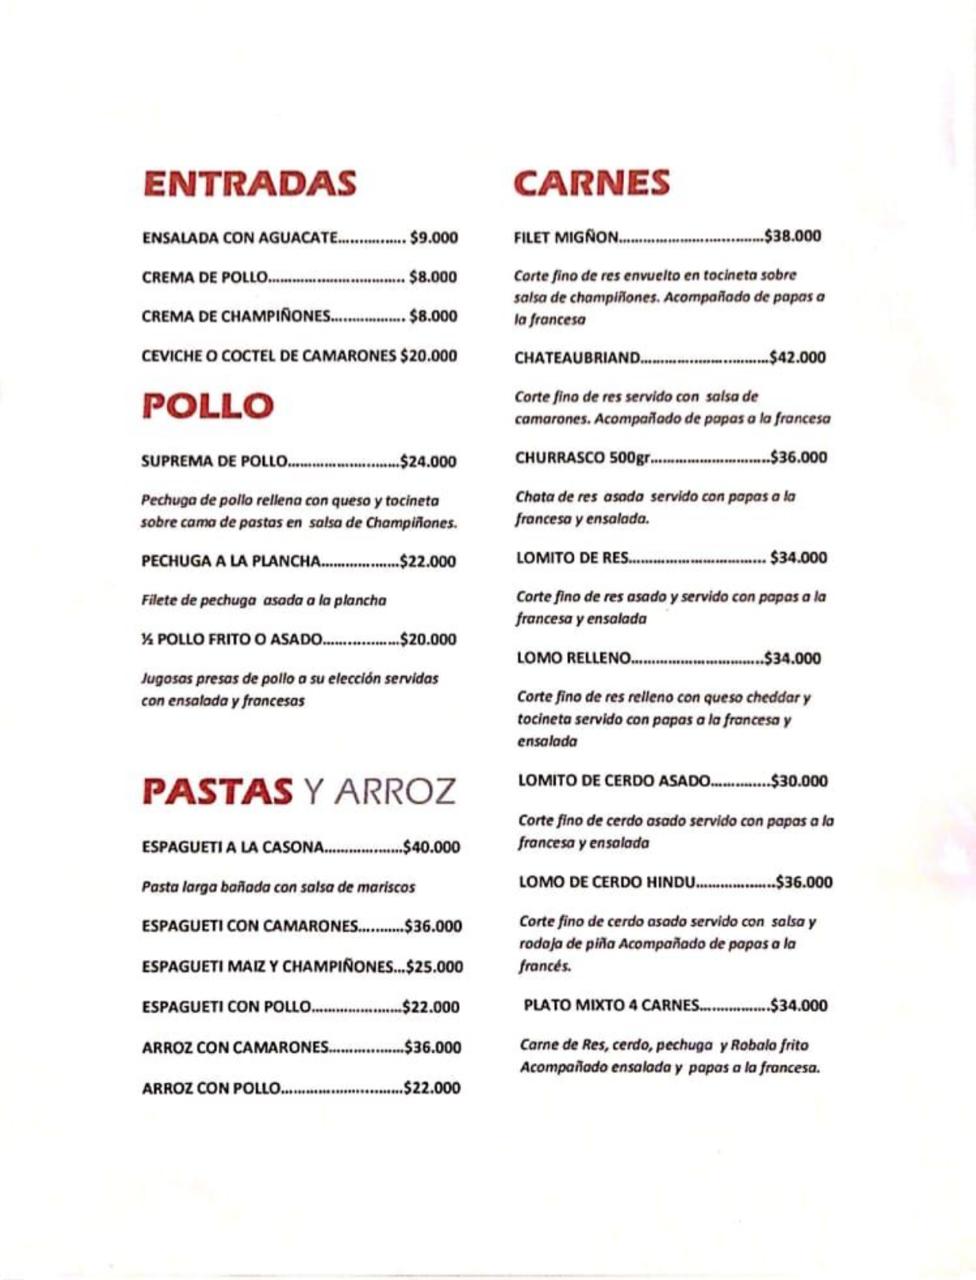 ENTRADAS
ENSALADA CON AGUACATE............... $9.000
CREMA DE POLLO.................................. $8.000
CREMA DE CHAMPIÑONES.................. $8.000
CEVICHE O COCTEL DE CAMARONES $20.000
POLLO
SUPREMA DE POLLO...........................$24.000
Pechuga de pollo rellena con queso y tocineta
sobre cama de pastas en salsa de Champiñones.
PECHUGA A LA PLANCHA...................$22.000
Filete de pechuga asada a la plancha
½ POLLO FRITO O ASADO...................$20.000
Jugosas presas de pollo a su elección servidas
con ensalada y francesas
PASTAS Y ARROZ
ESPAGUETI A LA CASONA...................$40.000
Pasta larga bañada con salsa de mariscos
ESPAGUETI CON CAMARONES...........$36.000
ESPAGUETI MAIZ Y CHAMPIÑONES...$25.000
ESPAGUETI CON POLLO......................$22.000
ARROZ CON CAMARONES..................$36.000
ARROZ CON POLLO..............................$22.000
CARNES
FILET MIGÑON....................................$38.000
Corte fino de res envuelto en tocineta sobre
salsa de champiñones. Acompañado de papas a
la francesa
CHATEAUBRIAND................................$42.000
Corte fino de res servido con salsa de
camarones. Acompañado de papas a la francesa
CHURRASCO 500gr.............................$36.000
Chata de res asada servido con papas a la
francesa y ensalada.
LOMITO DE RES.................................. $34.000
Corte fino de res asado y servido con papas a la
francesa y ensalada
LOMO RELLENO.................................$34.000
Corte fino de res relleno con queso cheddar y
tocineta servido con papas a la francesa y
ensalada
LOMITO DE CERDO ASADO...............$30.000
Corte fino de cerdo asado servido con papas a la
francesa y ensalada
LOMO DE CERDO HINDU....................$36.000
Corte fino de cerdo asado servido con salsa y
rodaja de piña Acompañado de papas a la
francés.
PLATO MIXTO 4 CARNES.................$34.000
Carne de Res, cerdo, pechuga y Robalo frito
Acompañado ensalada y papas a la francesa.